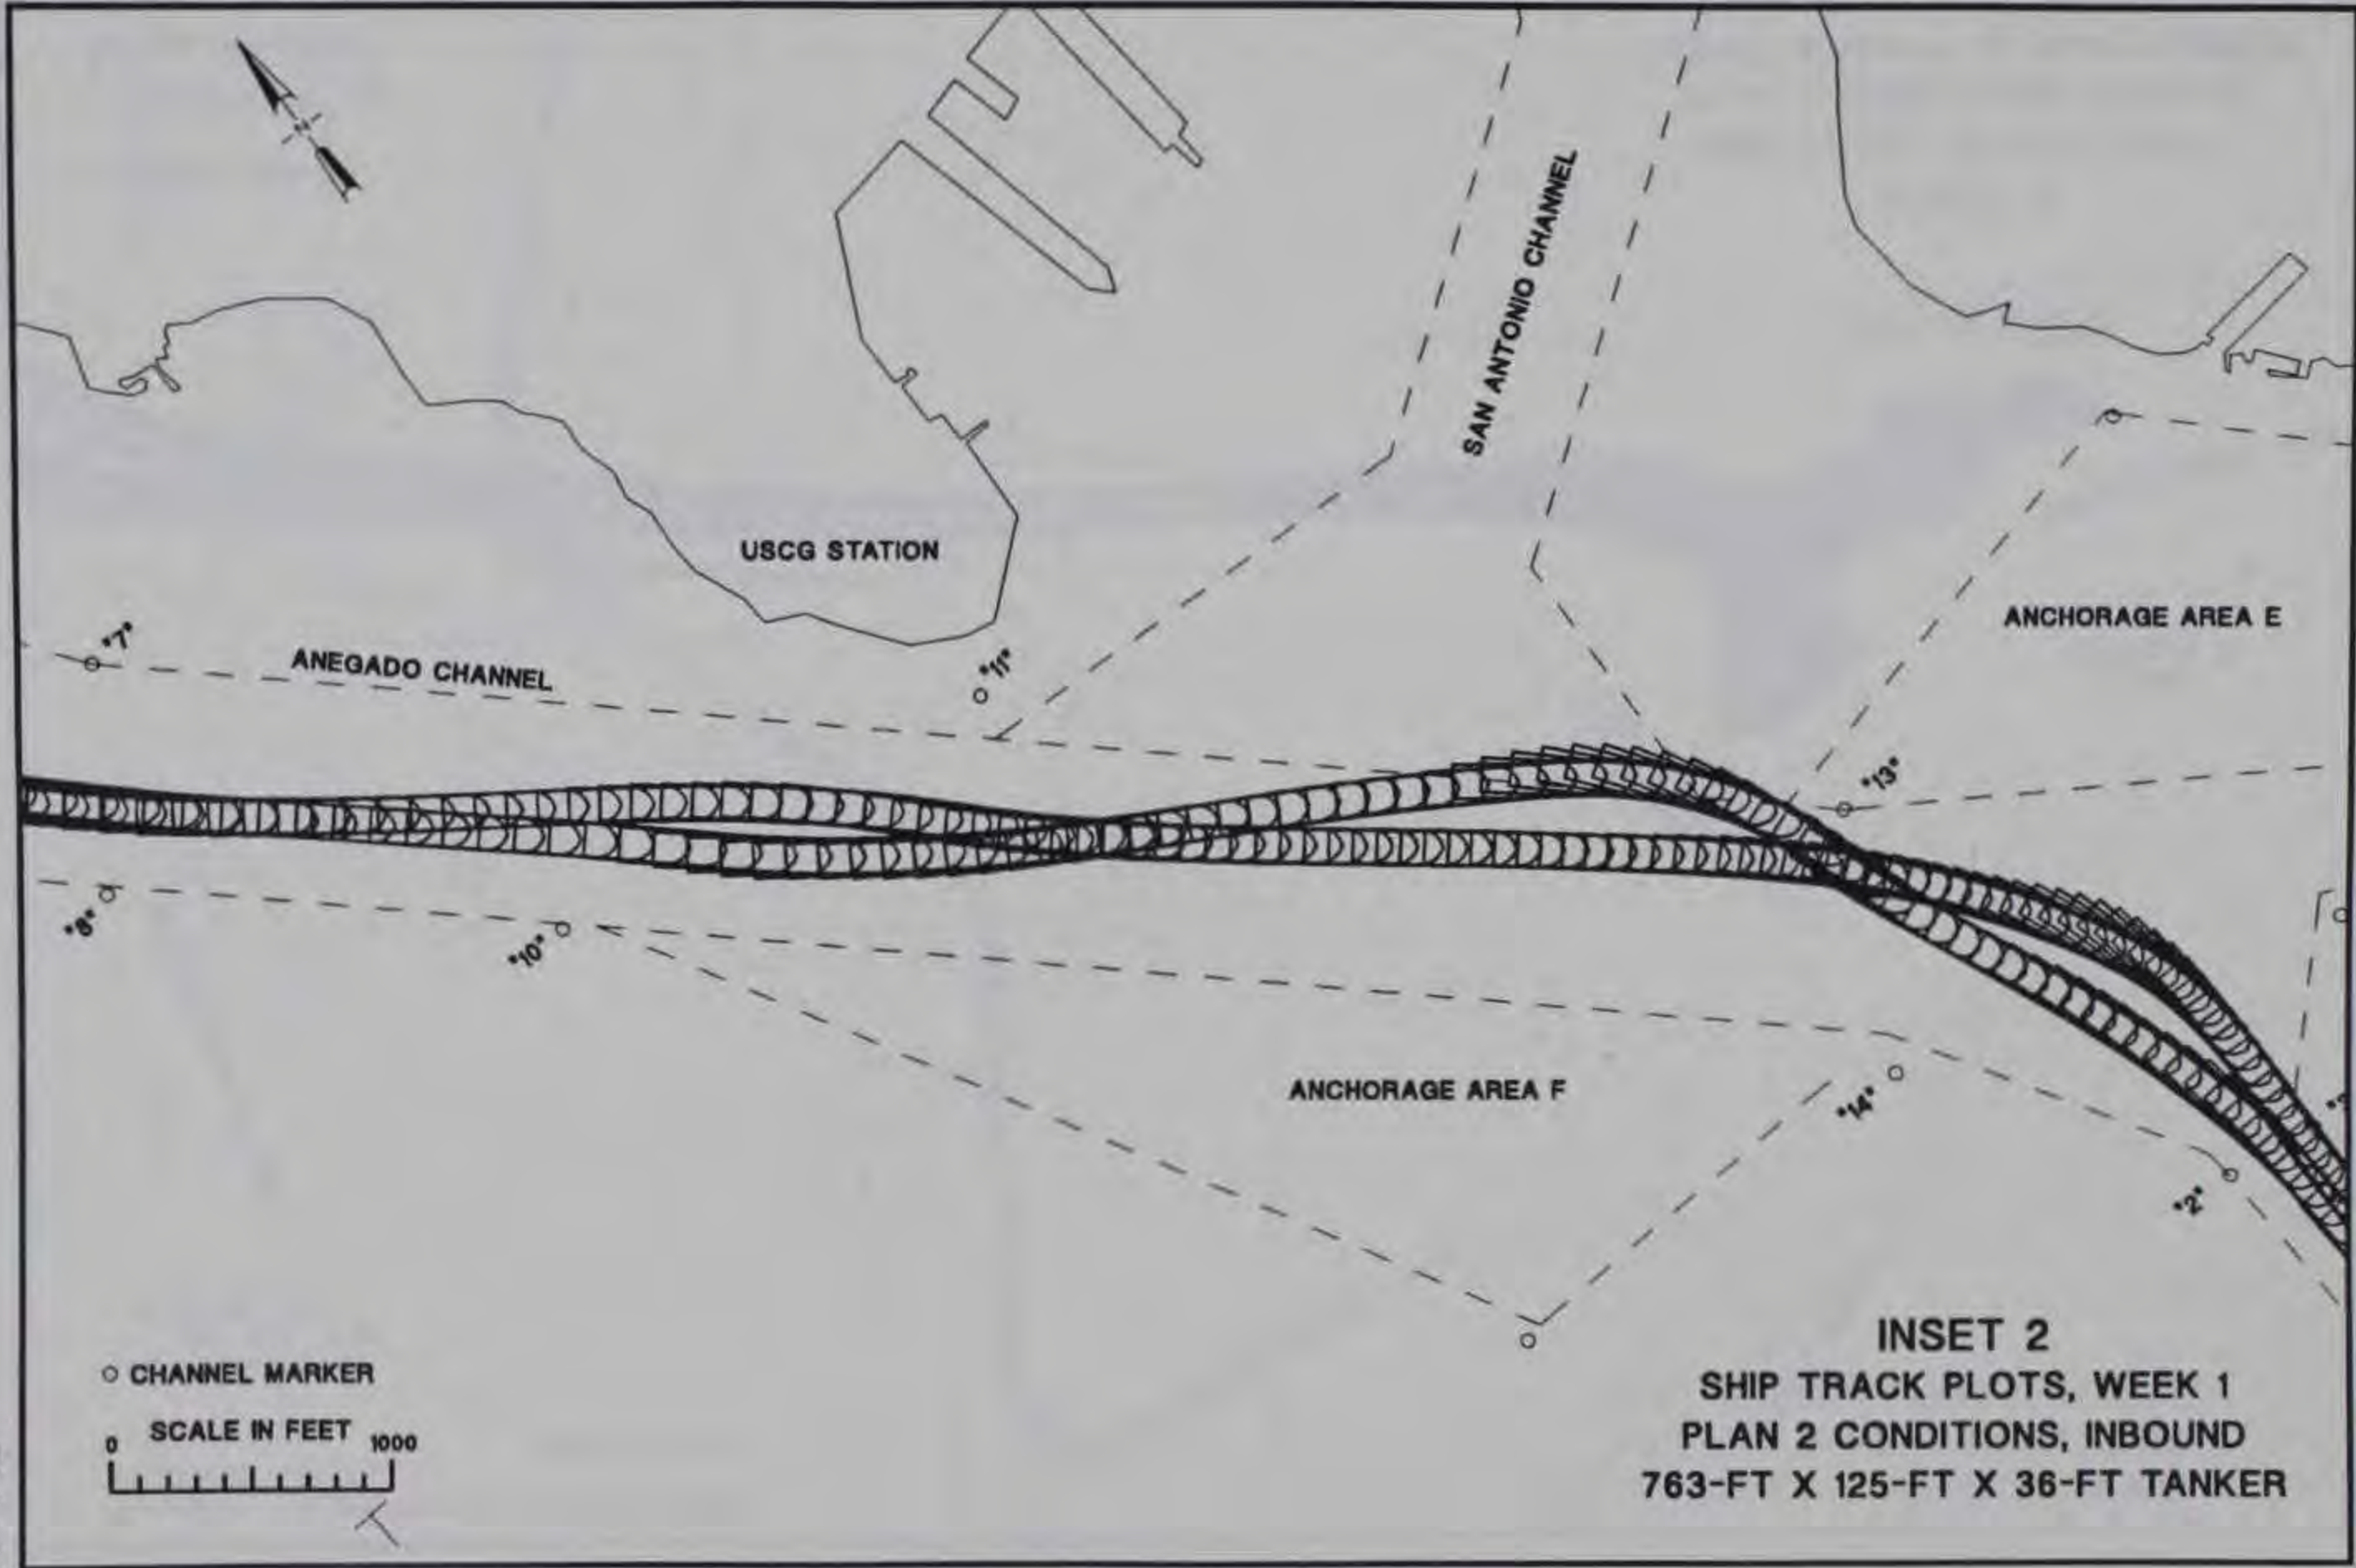 N
SAN ANTONIO CHANNEL
USCG STATION
ANCHORAGE AREA E
"7"
ANEGADO CHANNEL
"11"
"13"
"8"
"10"
ANCHORAGE AREA F
"14"
"2"
INSET 2
SHIP TRACK PLOTS, WEEK 1
PLAN 2 CONDITIONS, INBOUND
763-FT X 125-FT X 36-FT TANKER
CHANNEL MARKER
SCALE IN FEET
0 1000